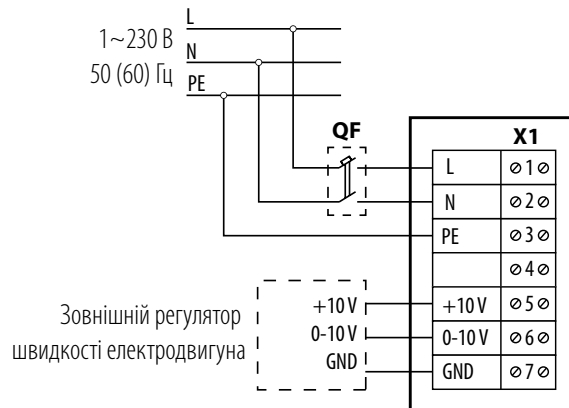 L
1~230 В
N
50 (60) Гц
PE
QF
X1
L
1
N
2
PE
3
4
+10 V
+10 V
5
Зовнішній регулятор
швидкості електродвигуна
0-10 V
0-10 V
6
GND
GND
7